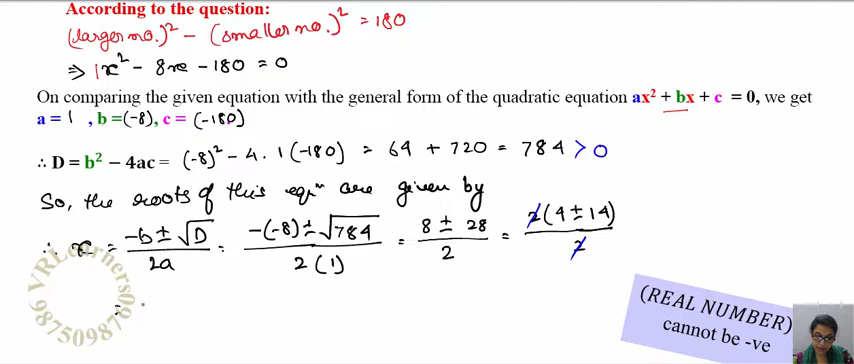 According to the question:
(larger no.)² − (smaller no.)² = 180
⇒ 1x² − 8x − 180 = 0
On comparing the given equation with the general form of the quadratic equation ax² + bx + c = 0, we get
a = 1 , b = (-8), c = (-180)
∴ D = b² − 4ac = (-8)² − 4 . 1 (-180) = 64 + 720 = 784 > 0
So, the roots of this eqⁿ are given by
∴ x = (-b ± √D)/2a = (-(-8) ± √784)/2(1) = (8 ± 28)/2 = 2(4 ± 14)/2
=
(REAL NUMBER)
cannot be -ve
VRLearners